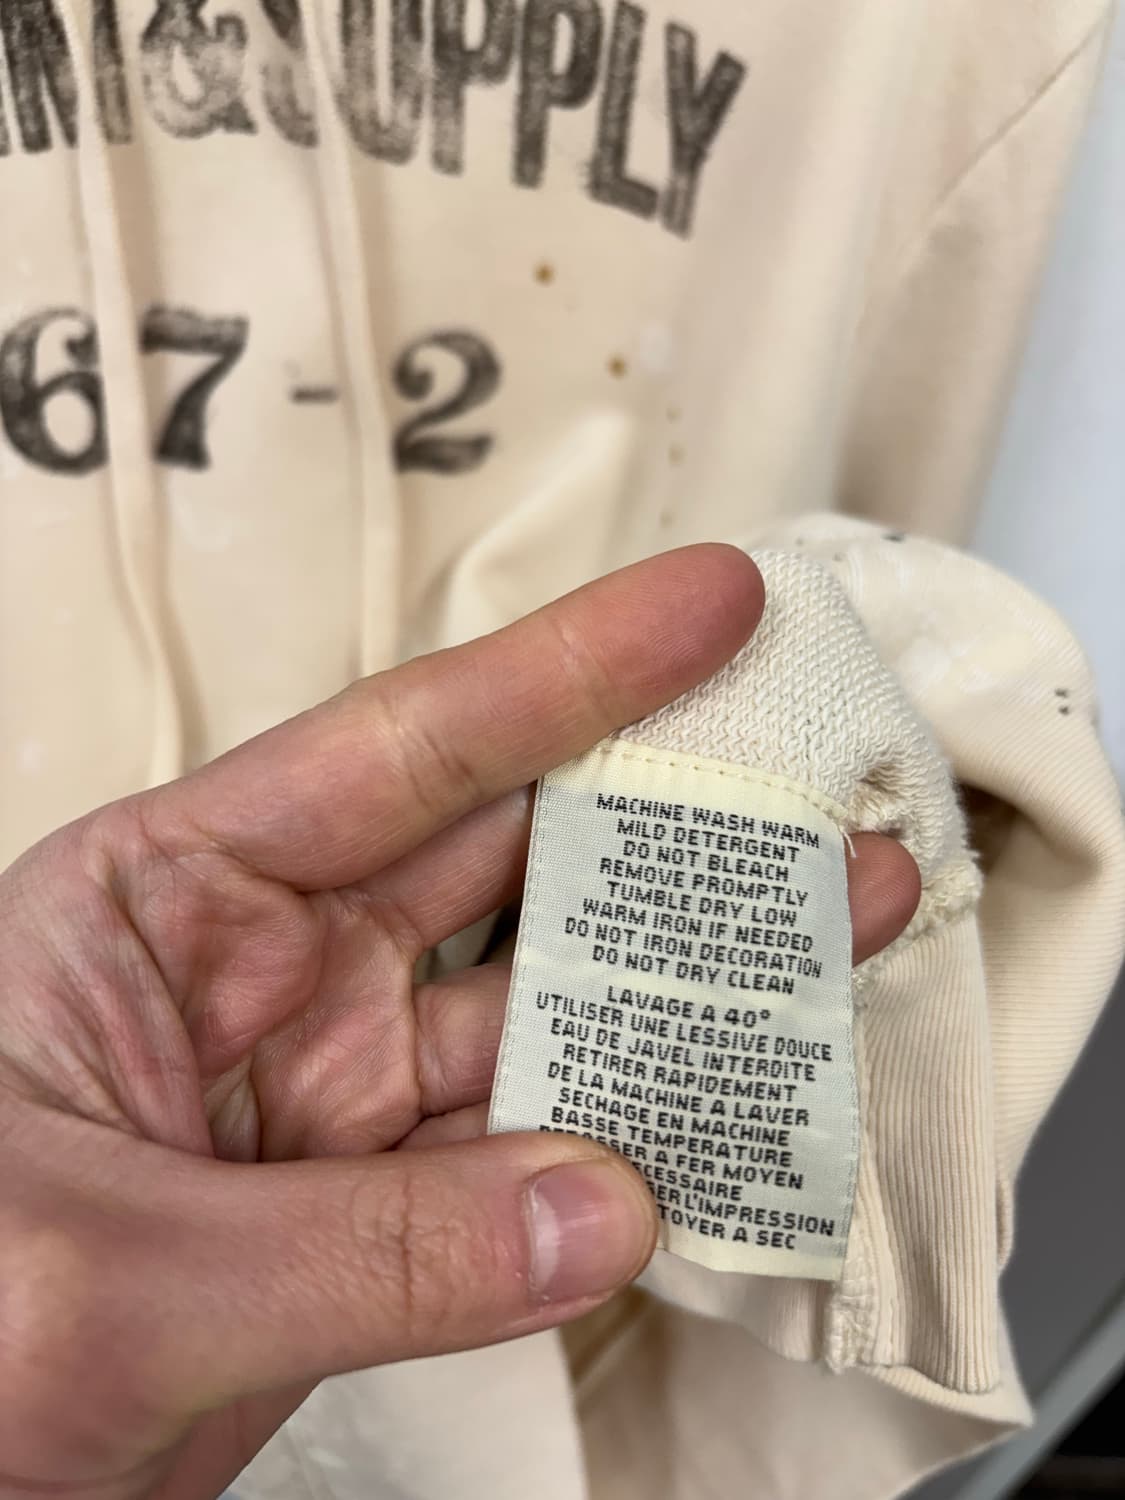 &SUPPLY
67-2
MACHINE WASH WARM
MILD DETERGENT
DO NOT BLEACH
REMOVE PROMPTLY
TUMBLE DRY LOW
WARM IRON IF NEEDED
DO NOT IRON DECORATION
DO NOT DRY CLEAN
LAVAGE A 40°
UTILISER UNE LESSIVE DOUCE
EAU DE JAVEL INTERDITE
RETIRER RAPIDEMENT
DE LA MACHINE A LAVER
SECHAGE EN MACHINE
BASSE TEMPERATURE
A FER MOYEN
L'IMPRESSION
A SEC